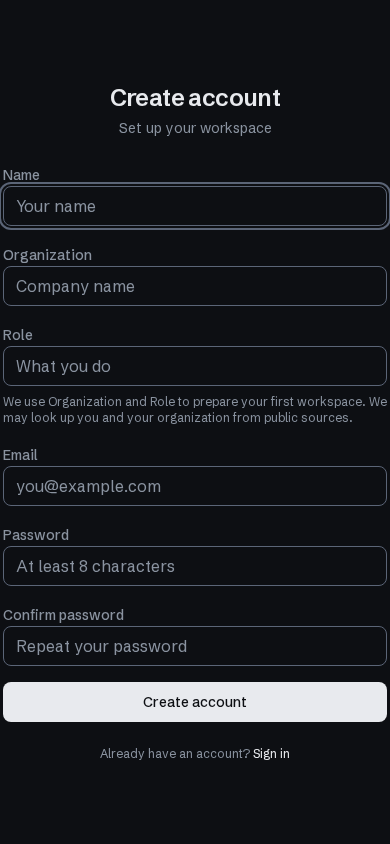 Create account
Set up your workspace
Name
Your name
Organization
Company name
Role
What you do
We use Organization and Role to prepare your first workspace. We
may look up you and your organization from public sources.
Email
you@example.com
Password
At least 8 characters
Confirm password
Repeat your password
Create account
Already have an account? Sign in